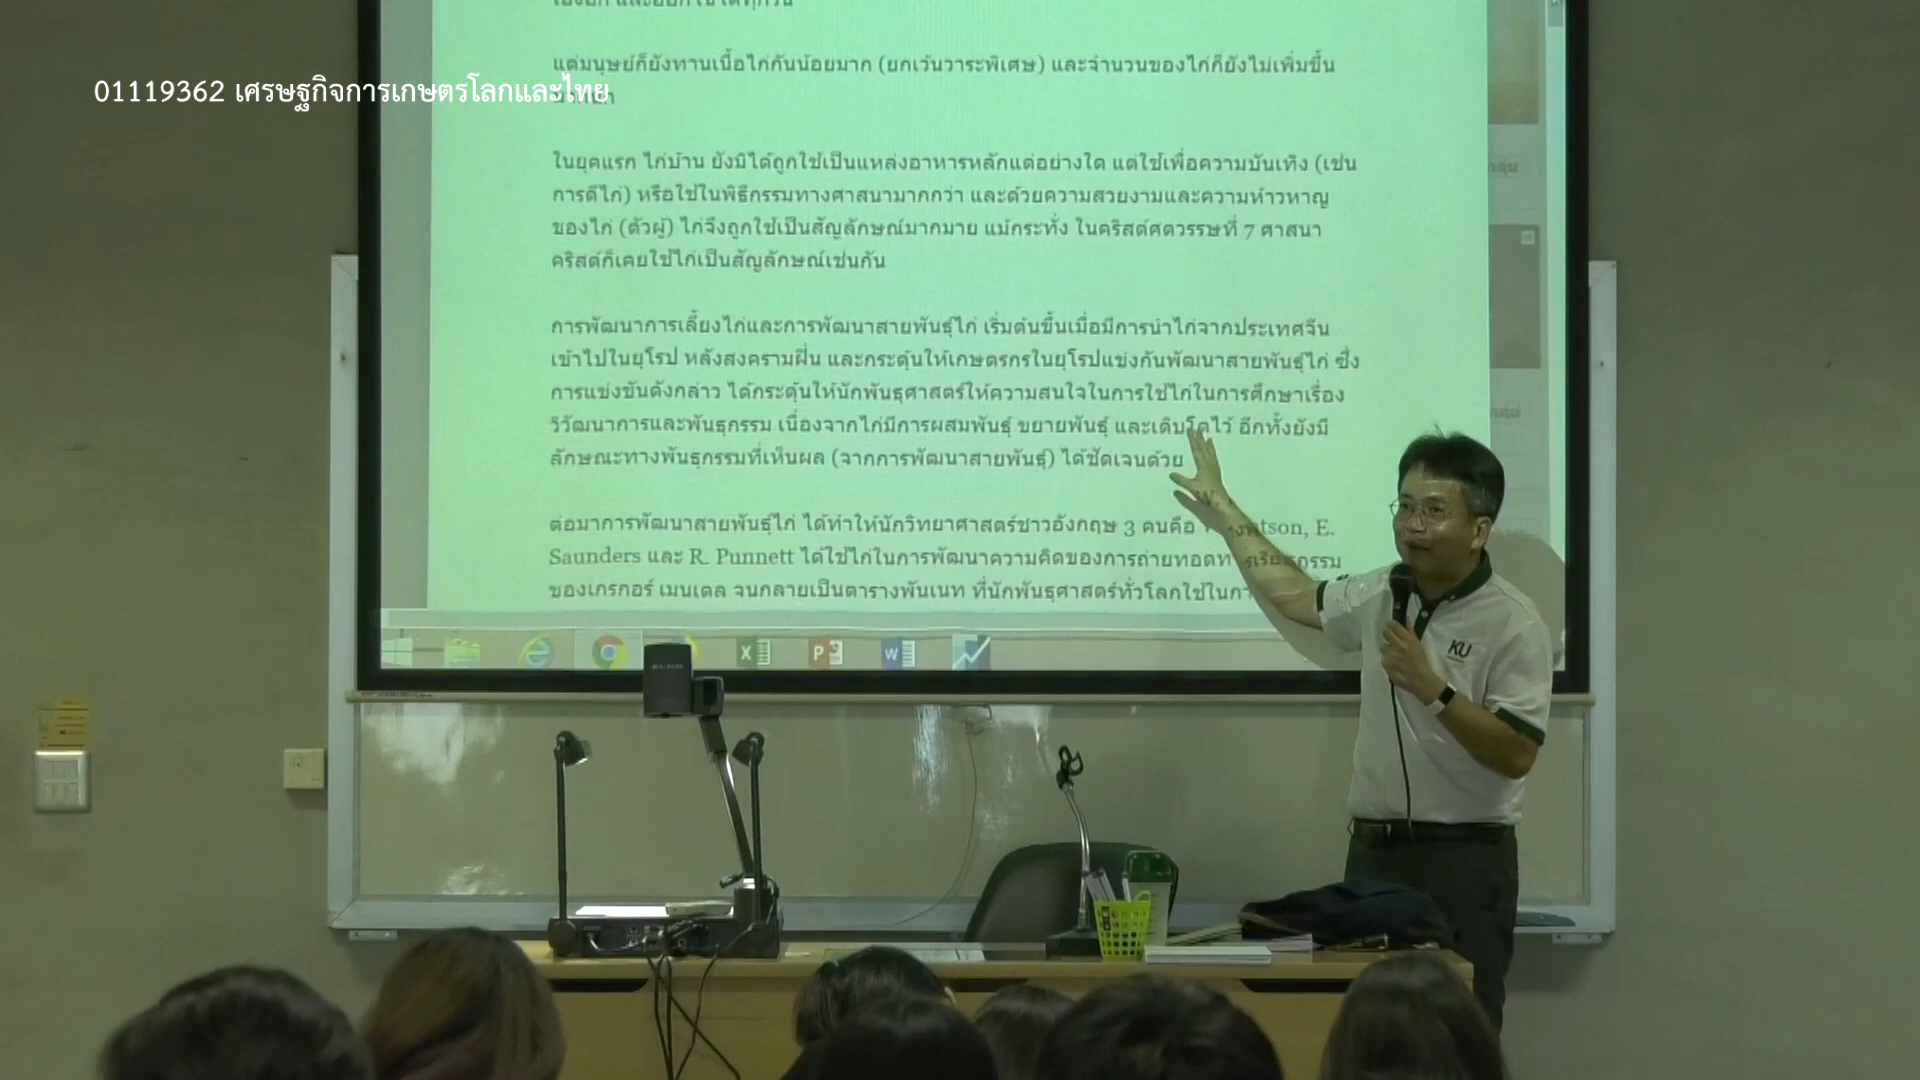 01119362 เศรษฐกิจการเกษตรโลกและไทย
แต่มนุษย์ก็ยังทานเนื้อไก่กันน้อยมาก (ยกเว้นวาระพิเศษ) และจำนวนของไก่ก็ยังไม่เพิ่มขึ้น
ในยุคแรก ไก่บ้าน ยังมิได้ถูกใช้เป็นแหล่งอาหารหลักแต่อย่างใด แต่ใช้เพื่อความบันเทิง (เช่น
การตีไก่) หรือใช้ในพิธีกรรมทางศาสนามากกว่า และด้วยความสวยงามและความห้าวหาญ
ของไก่ (ตัวผู้) ไก่จึงถูกใช้เป็นสัญลักษณ์มากมาย แม้กระทั่ง ในคริสต์ศตวรรษที่ 7 ศาสนา
คริสต์ก็เคยใช้ไก่เป็นสัญลักษณ์เช่นกัน
การพัฒนาการเลี้ยงไก่และการพัฒนาสายพันธุ์ไก่ เริ่มต้นขึ้นเมื่อมีการนำไก่จากประเทศจีน
เข้าไปในยุโรป หลังสงครามฝิ่น และกระตุ้นให้เกษตรกรในยุโรปแข่งกันพัฒนาสายพันธุ์ไก่ ซึ่ง
การแข่งขันดังกล่าว ได้กระตุ้นให้นักพันธุศาสตร์ให้ความสนใจในการใช้ไก่ในการศึกษาเรื่อง
วิวัฒนาการและพันธุกรรม เนื่องจากไก่มีการผสมพันธุ์ ขยายพันธุ์ และเติบโตไว อีกทั้งยังมี
ลักษณะทางพันธุกรรมที่เห็นผล (จากการพัฒนาสายพันธุ์) ได้ชัดเจนด้วย
ต่อมาการพัฒนาสายพันธุ์ไก่ ได้ทำให้นักวิทยาศาสตร์ชาวอังกฤษ 3 คนคือ W. E.
Saunders และ R. Punnett ได้ใช้ไก่ในการพัฒนาความคิดของการถ่ายทอด
ของเกรกอร์ เมนเดล จนกลายเป็นตารางพันเนท ที่นักพันธุศาสตร์ทั่วโลกใช้ใน
KU